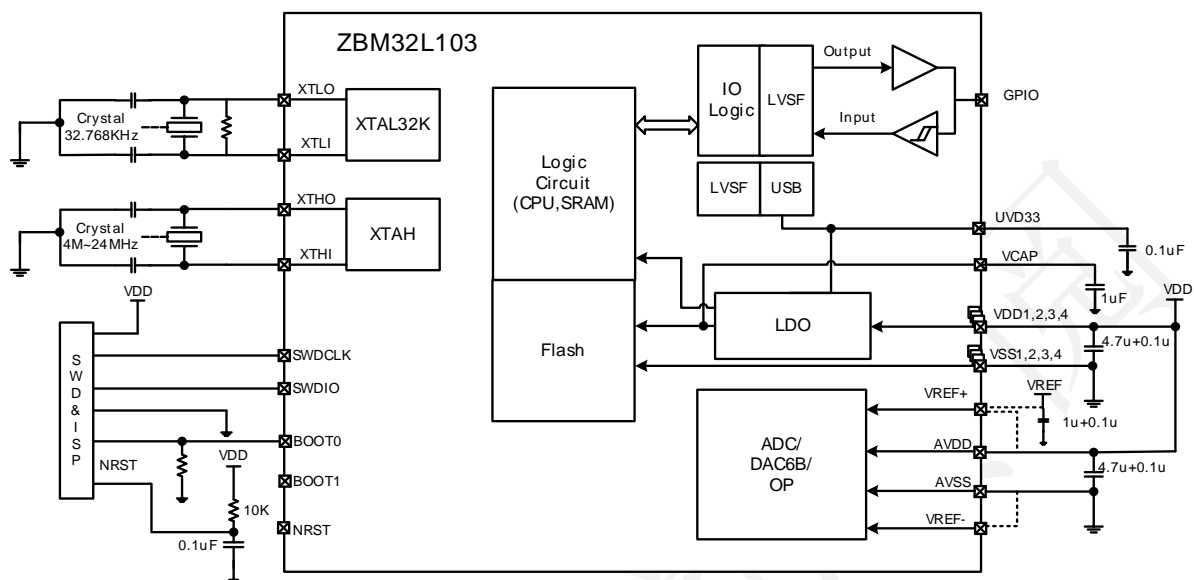 ZBM32L103
XTLO
Crystal
32.768KHz
XTLI
XTAL32K
XTHO
Crystal
4M~24MHz
XTHI
XTAH
VDD
SWD&ISP
SWDCLK
SWDIO
BOOT0
NRST
VDD
BOOT1
10K
NRST
0.1uF
Logic
Circuit
(CPU,SRAM)
Flash
IO
Logic
LVSF
Output
Input
GPIO
LVSF
USB
UVD33
0.1uF
VCAP
1uF
VDD
LDO
VDD1,2,3,4
4.7u+0.1u
VSS1,2,3,4
VREF+
VREF
1u+0.1u
ADC/
DAC6B/
OP
AVDD
4.7u+0.1u
AVSS
VREF-